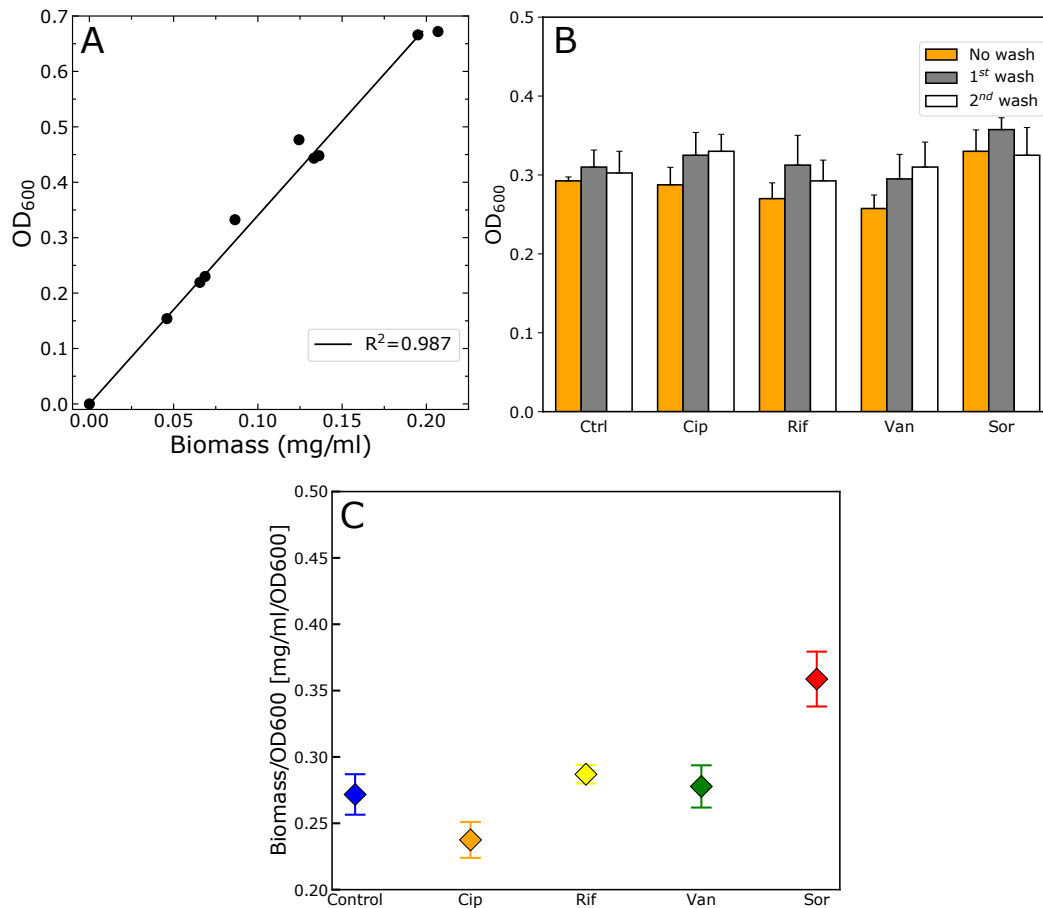 A
0.7
0.6
0.5
0.4
0.3
0.2
0.1
0.0
OD600
R2=0.987
0.00 0.05 0.10 0.15 0.20
Biomass (mg/ml)
B
0.5
0.4
0.3
0.2
0.1
0.0
OD600
No wash
1st wash
2nd wash
Ctrl Cip Rif Van Sor
C
0.50
0.45
0.40
0.35
0.30
0.25
0.20
Biomass/OD600 [mg/ml/OD600]
Control Cip Rif Van Sor